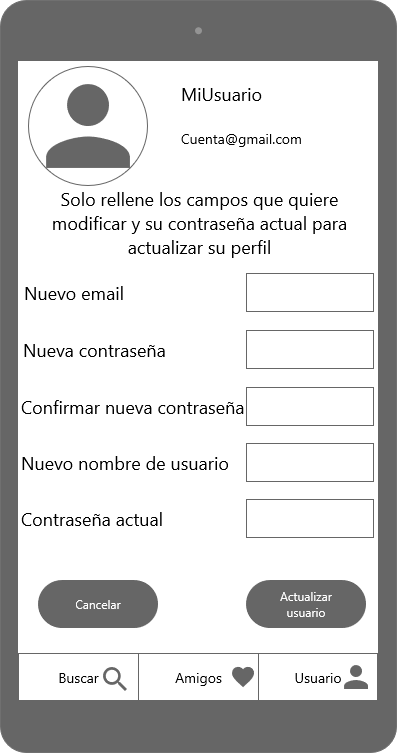 MiUsuario
Cuenta@gmail.com
Solo rellene los campos que quiere
modificar y su contraseña actual para
actualizar su perfil
Nuevo email
Nueva contraseña
Confirmar nueva contraseña
Nuevo nombre de usuario
Contraseña actual
Cancelar
Actualizar
usuario
Buscar
Amigos
Usuario